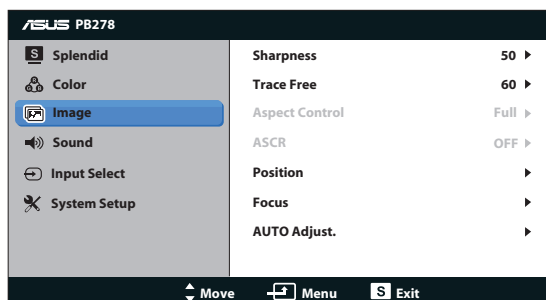 ASUS PB278
S Splendid
Color
Image
Sound
Input Select
System Setup
Sharpness 50
Trace Free 60
Aspect Control Full
ASCR OFF
Position
Focus
AUTO Adjust.
Move Menu S Exit